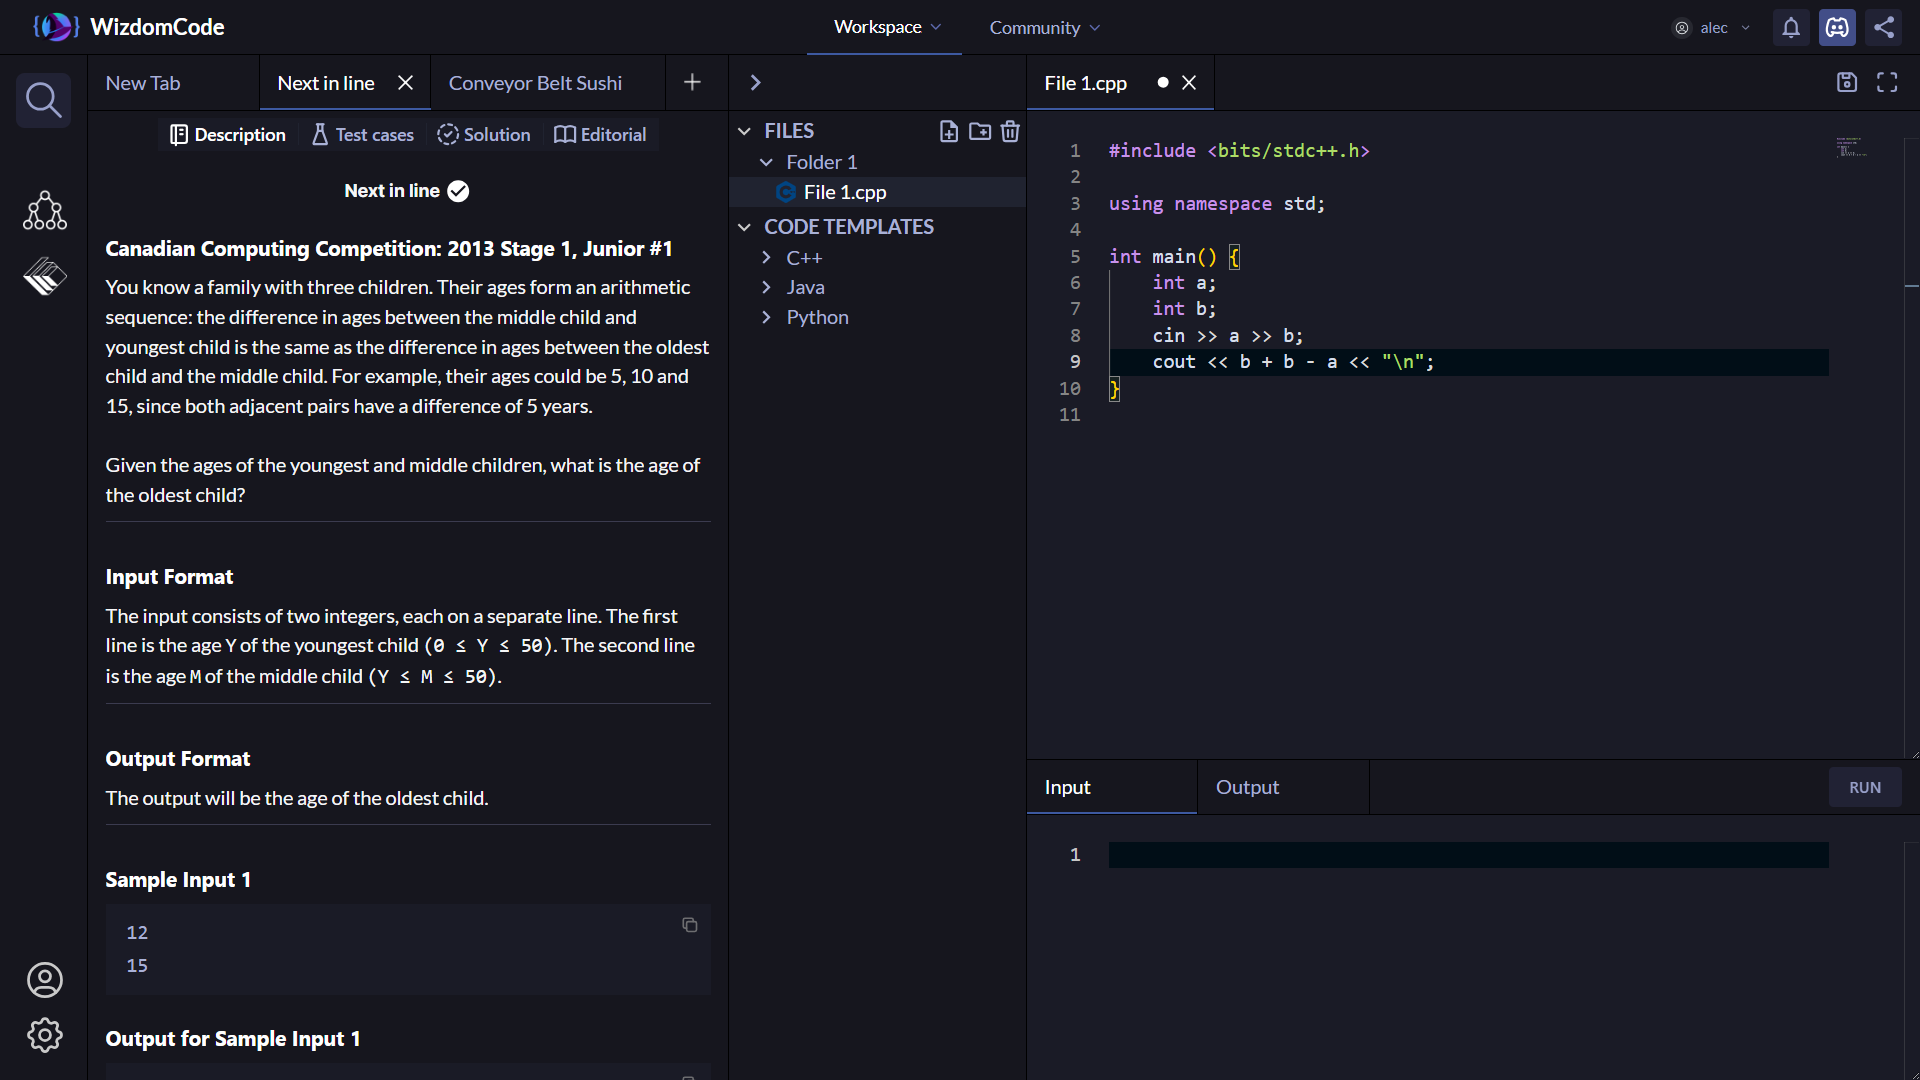 WizdomCode
Workspace
Community
alec
New Tab
Next in line
Conveyor Belt Sushi
File 1.cpp
Description
Test cases
Solution
Editorial
Next in line
Canadian Computing Competition: 2013 Stage 1, Junior #1
You know a family with three children. Their ages form an arithmetic
sequence: the difference in ages between the middle child and
youngest child is the same as the difference in ages between the oldest
child and the middle child. For example, their ages could be 5, 10 and
15, since both adjacent pairs have a difference of 5 years.
Given the ages of the youngest and middle children, what is the age of
the oldest child?
Input Format
The input consists of two integers, each on a separate line. The first
line is the age Y of the youngest child (0 ≤ Y ≤ 50). The second line
is the age M of the middle child (Y ≤ M ≤ 50).
Output Format
The output will be the age of the oldest child.
Sample Input 1
12
15
Output for Sample Input 1
FILES
Folder 1
File 1.cpp
CODE TEMPLATES
C++
Java
Python
1 #include <bits/stdc++.h>
2
3 using namespace std;
4
5 int main() {
6 int a;
7 int b;
8 cin >> a >> b;
9 cout << b + b - a << "\n";
10 }
11
Input
Output
RUN
1